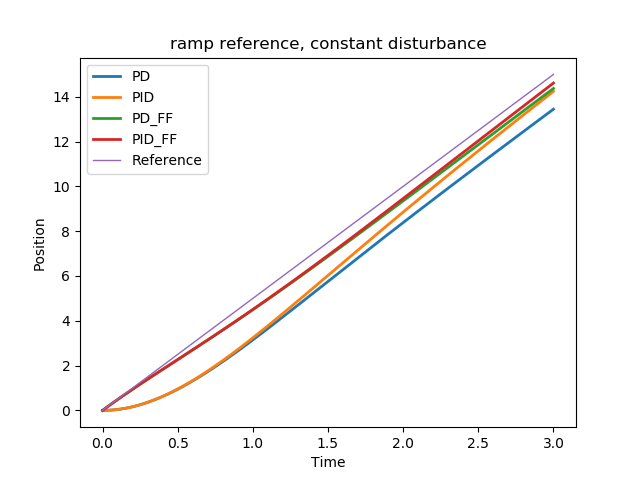 ramp reference, constant disturbance
PD
PID
PD_FF
PID_FF
Reference
Position
14
12
10
8
6
4
2
0
0.0 0.5 1.0 1.5 2.0 2.5 3.0
Time